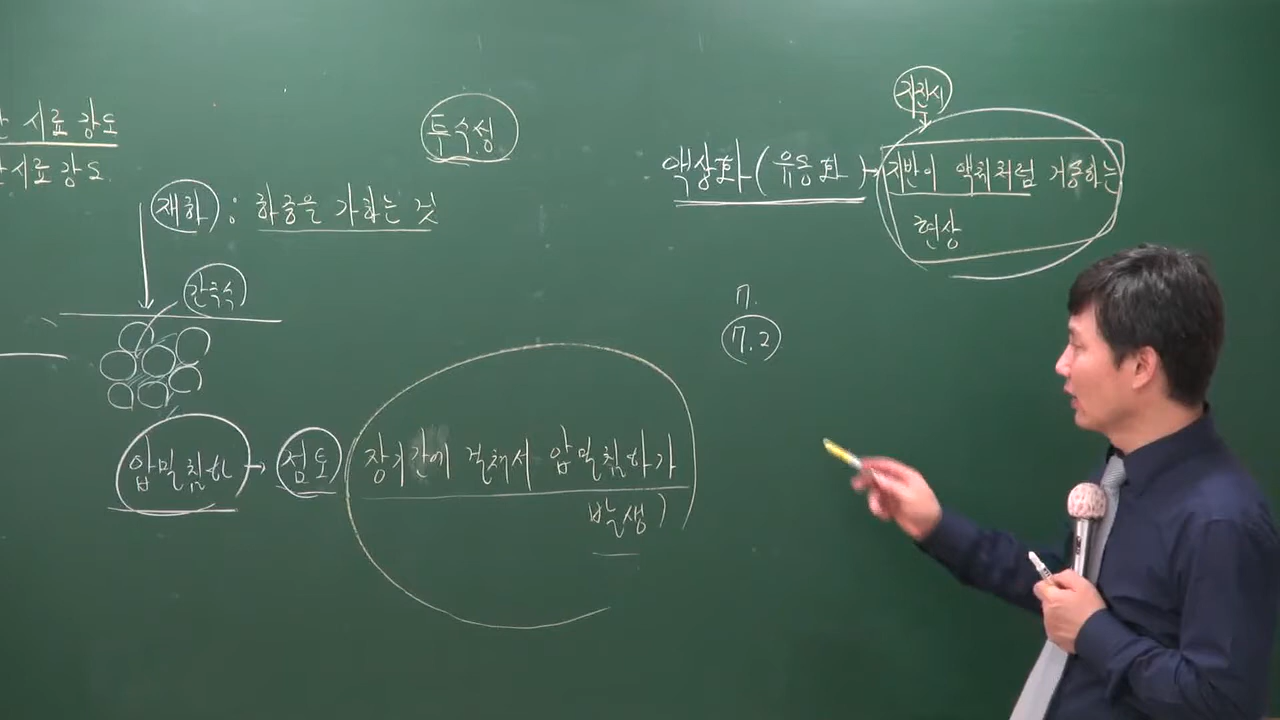 시료 강도
시료 강도
재하 : 하중을 가하는 것
간극수
압밀침하 → 점토 (장기간에 걸쳐서 압밀침하가
발생)
투수성
지진시
액상화 (유동화) → 지반이 액체처럼 거동하는
현상
7.
7.2